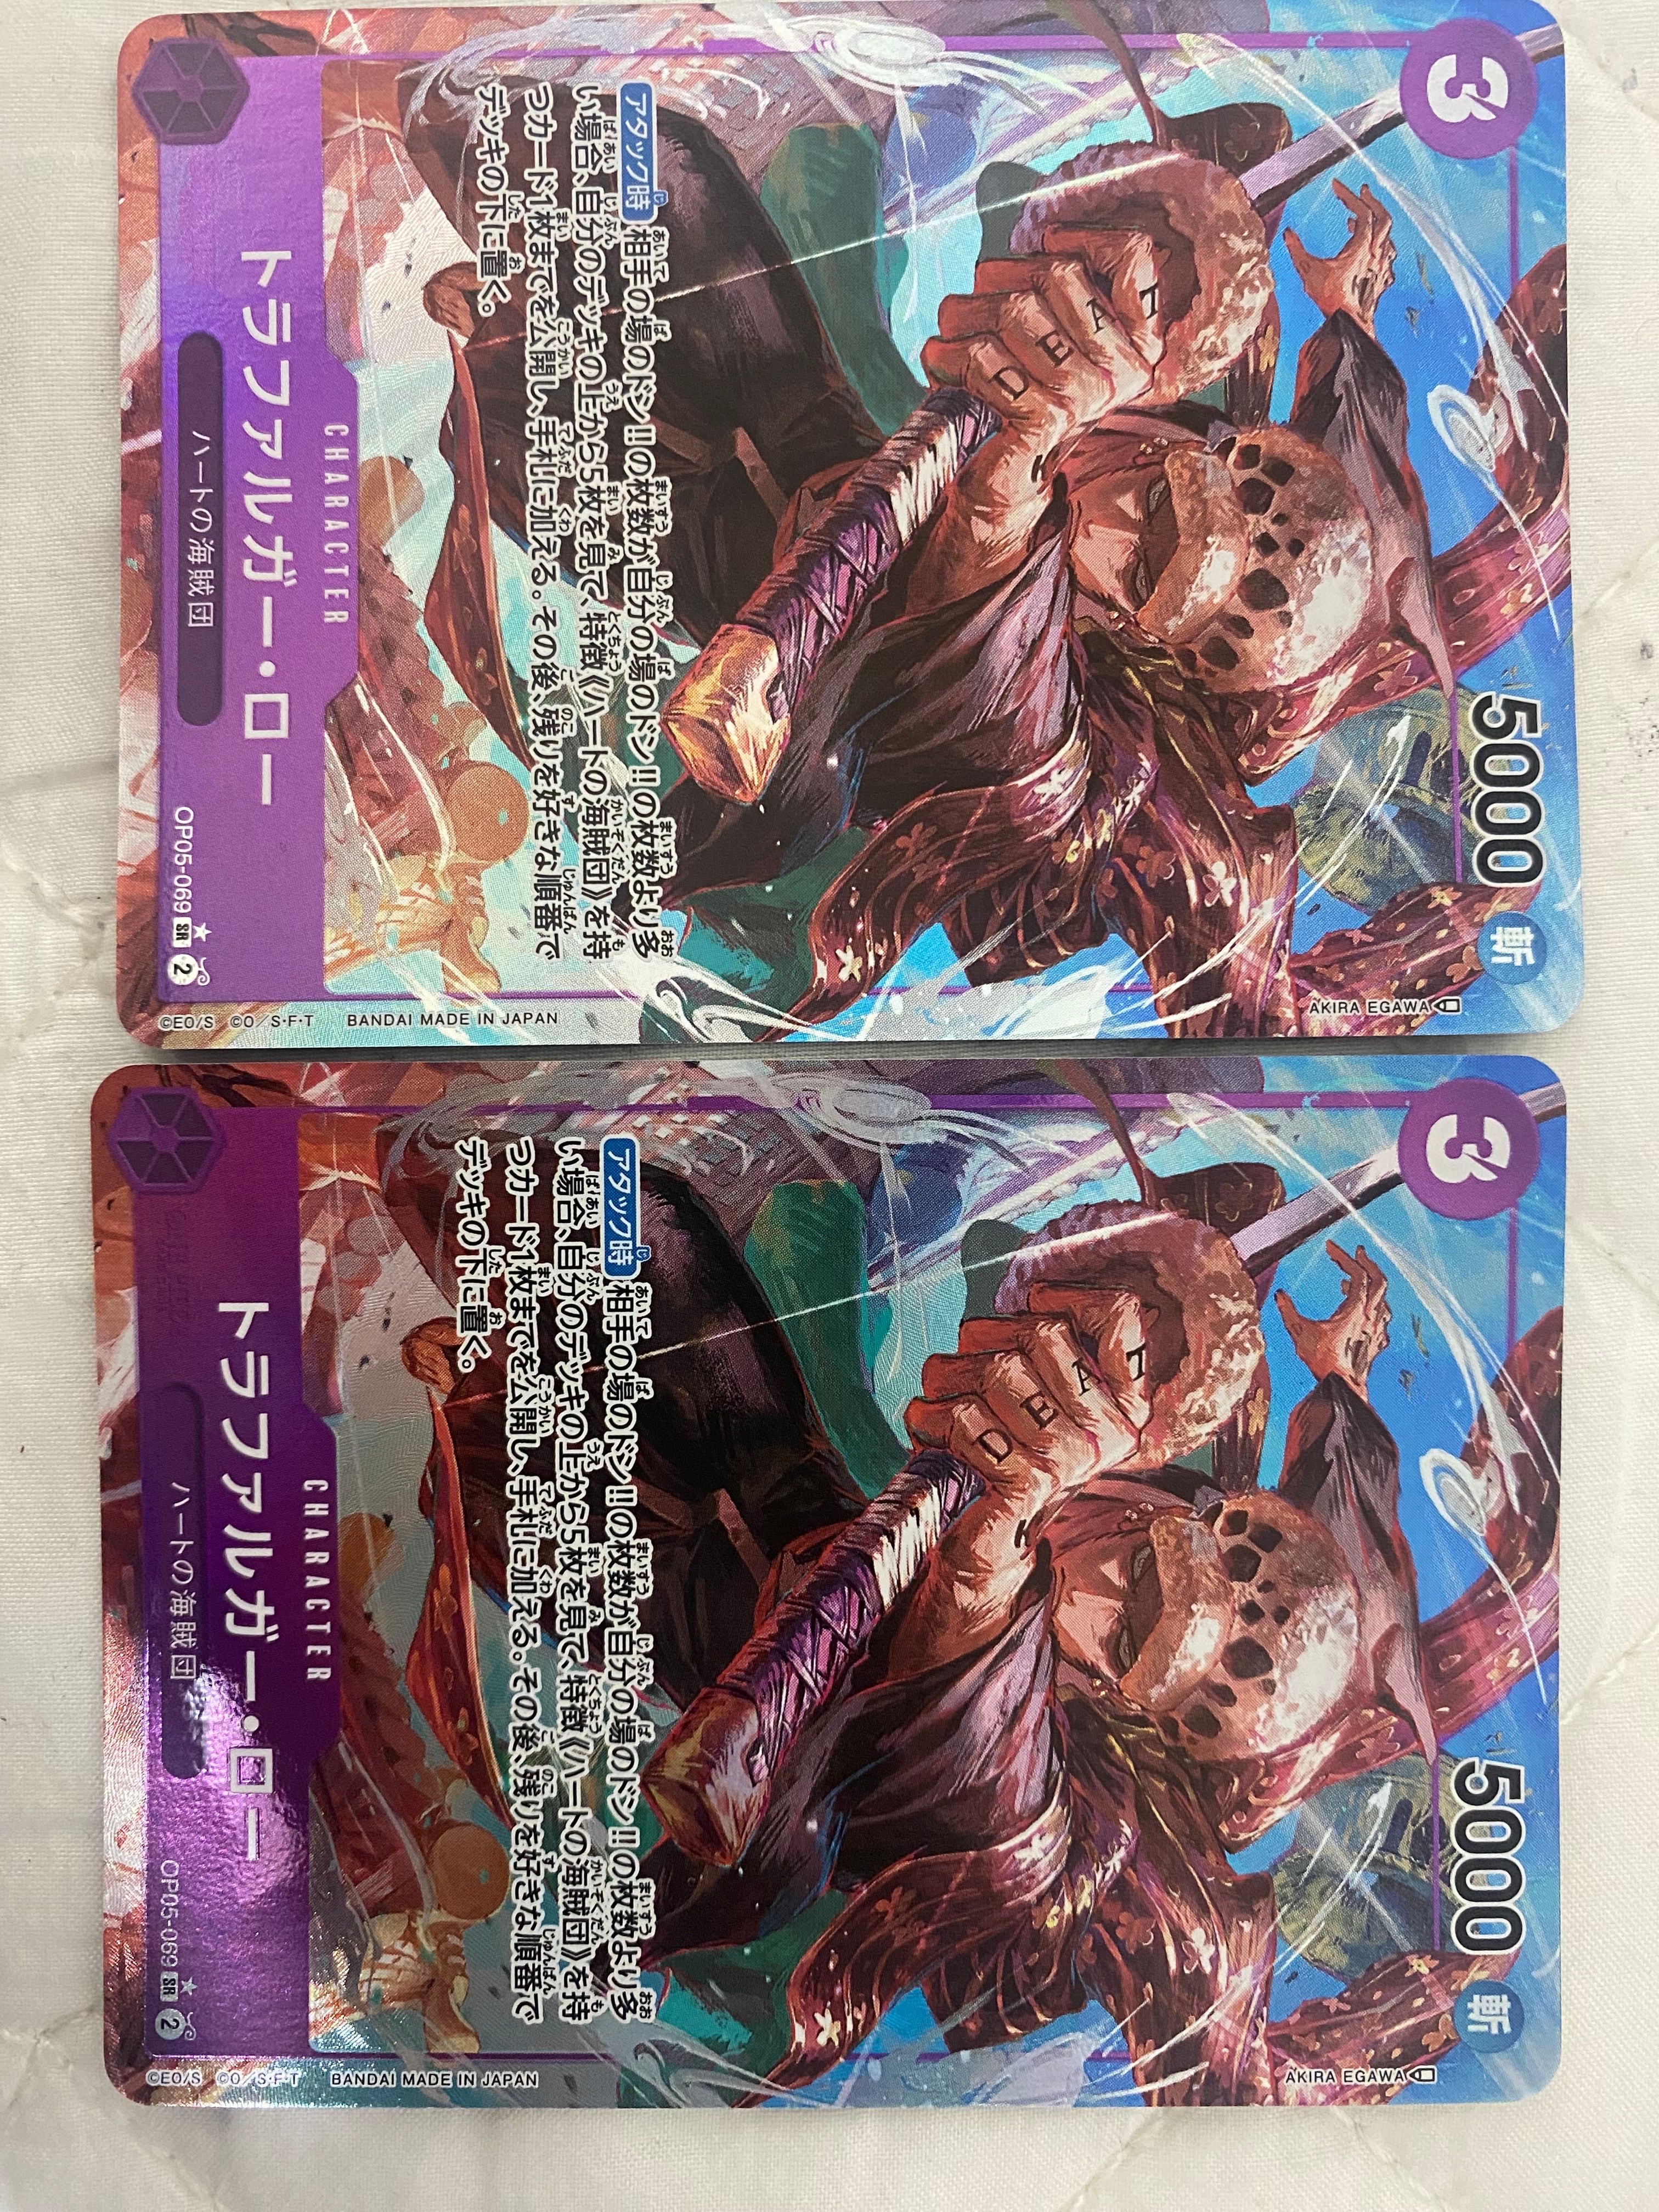 3
5000
斬
AKIRA EGAWA
DEAT
アタック時 相手の場のドン!!の枚数が自分の場のドン!!の枚数より多
い場合、自分のデッキの上から5枚を見て、特徴《ハートの海賊団》を持
つカード1枚までを公開し、手札に加える。その後、残りを好きな順番で
デッキの下に置く。
CHARACTER
トラファルガー・ロー
ハートの海賊団
OP05-069 SR ★ 2
©EO/S ©O/S・F・T BANDAI MADE IN JAPAN
3
5000
斬
AKIRA EGAWA
DEAT
アタック時 相手の場のドン!!の枚数が自分の場のドン!!の枚数より多
い場合、自分のデッキの上から5枚を見て、特徴《ハートの海賊団》を持
つカード1枚までを公開し、手札に加える。その後、残りを好きな順番で
デッキの下に置く。
CHARACTER
トラファルガー・ロー
ハートの海賊団
OP05-069 SR ★ 2
©EO/S ©O/S・F・T BANDAI MADE IN JAPAN